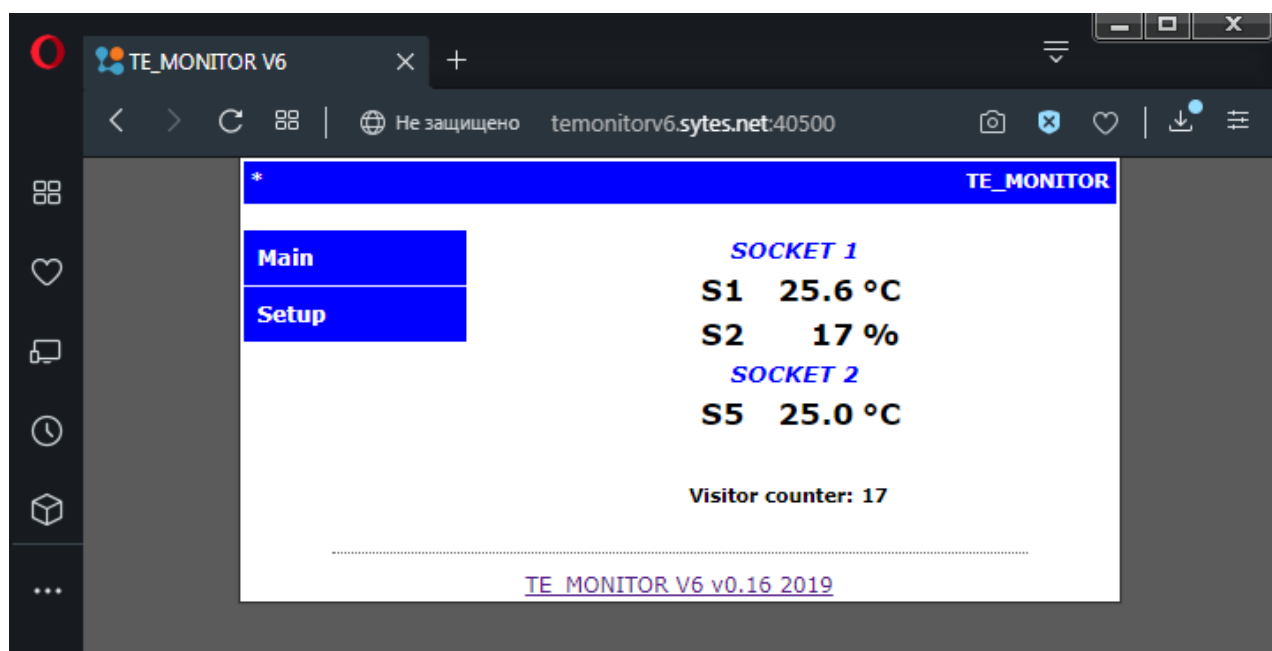 TE_MONITOR V6
Не защищено temonitorv6.sytes.net:40500
* TE_MONITOR
Main
Setup
SOCKET 1
S1 25.6 °C
S2 17 %
SOCKET 2
S5 25.0 °C
Visitor counter: 17
TE_MONITOR V6 v0.16 2019